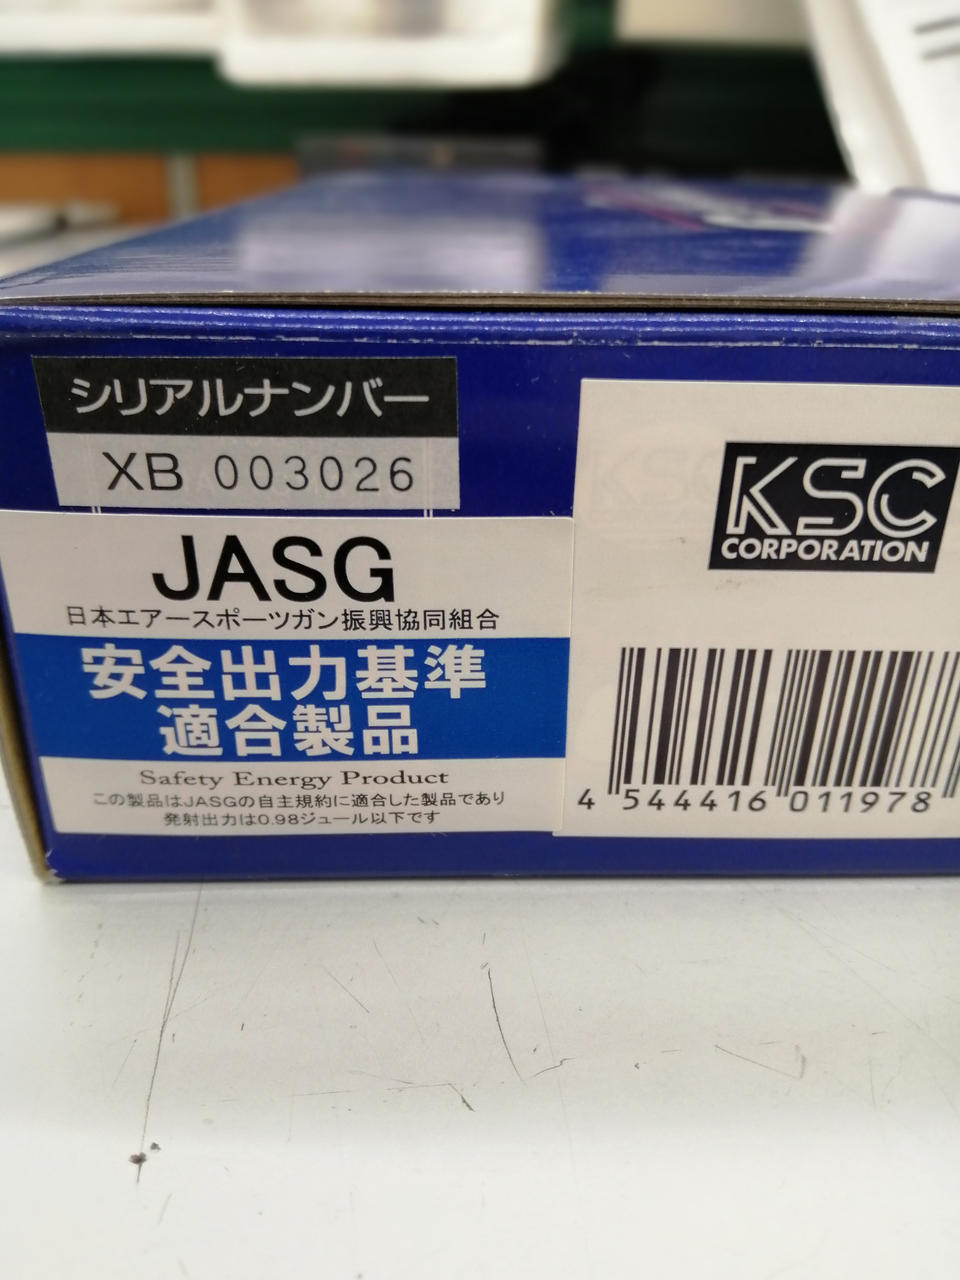 シリアルナンバー
XB 003026
JASG
日本エアースポーツガン振興協同組合
安全出力基準
適合製品
Safety Energy Product
この製品はJASGの自主規約に適合した製品であり
発射出力は0.98ジュール以下です
KSC
CORPORATION
4 544416 011978